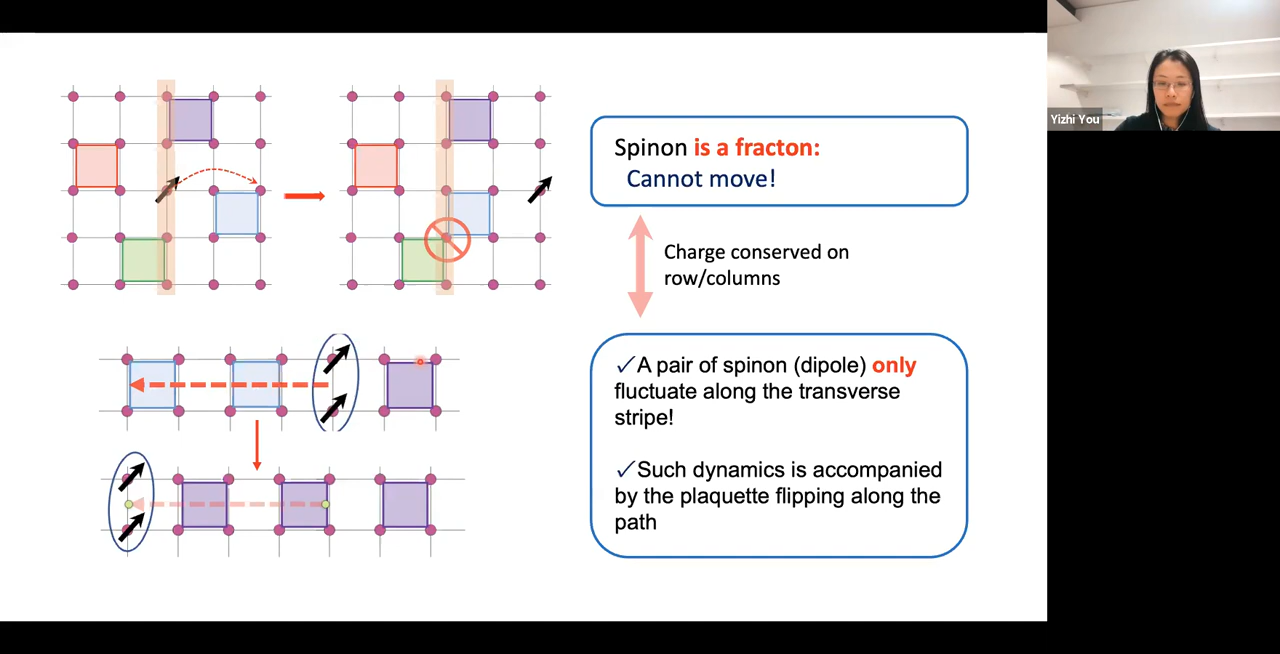 Yizhi You
Spinon is a fracton:
Cannot move!
Charge conserved on
row/columns
✓A pair of spinon (dipole) only
fluctuate along the transverse
stripe!
✓Such dynamics is accompanied
by the plaquette flipping along the
path